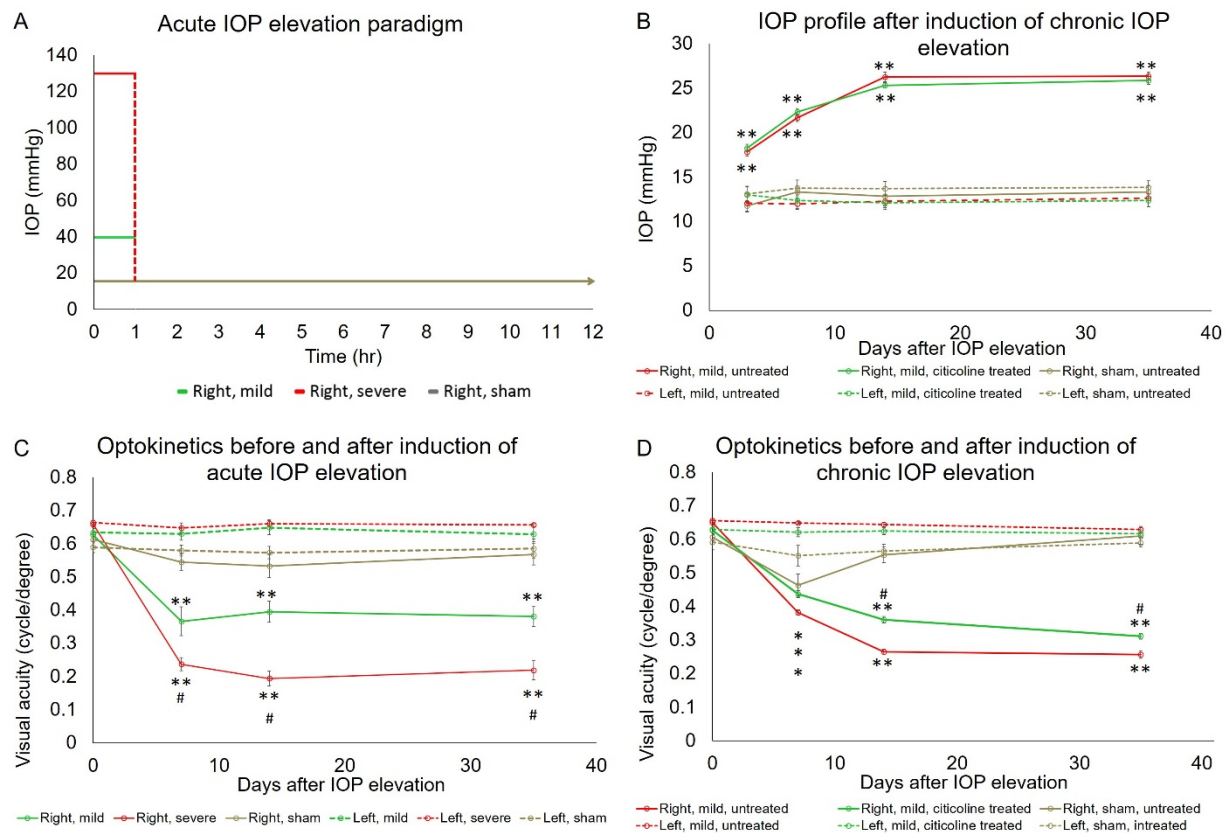 A
Acute IOP elevation paradigm
140
120
100
80
60
40
20
0
IOP (mmHg)
0 1 2 3 4 5 6 7 8 9 10 11 12
Time (hr)
Right, mild Right, severe Right, sham
B
IOP profile after induction of chronic IOP
elevation
30
25
20
15
10
5
0
IOP (mmHg)
** ** ** **
** ** ** **
0 10 20 30 40
Days after IOP elevation
Right, mild, untreated Right, mild, citicoline treated Right, sham, untreated
Left, mild, untreated Left, mild, citicoline treated Left, sham, untreated
C
Optokinetics before and after induction of
acute IOP elevation
0.8
0.7
0.6
0.5
0.4
0.3
0.2
0.1
0
Visual acuity (cycle/degree)
** ** **
** ** **
# # #
0 10 20 30 40
Days after IOP elevation
Right, mild Right, severe Right, sham Left, mild Left, severe Left, sham
D
Optokinetics before and after induction of
chronic IOP elevation
0.8
0.7
0.6
0.5
0.4
0.3
0.2
0.1
0
Visual acuity (cycle/degree)
# #
** **
*
*
*
** **
0 10 20 30 40
Days after IOP elevation
Right, mild, untreated Right, mild, citicoline treated Right, sham, untreated
Left, mild, untreated Left, mild, citicoline treated Left, sham, intreated